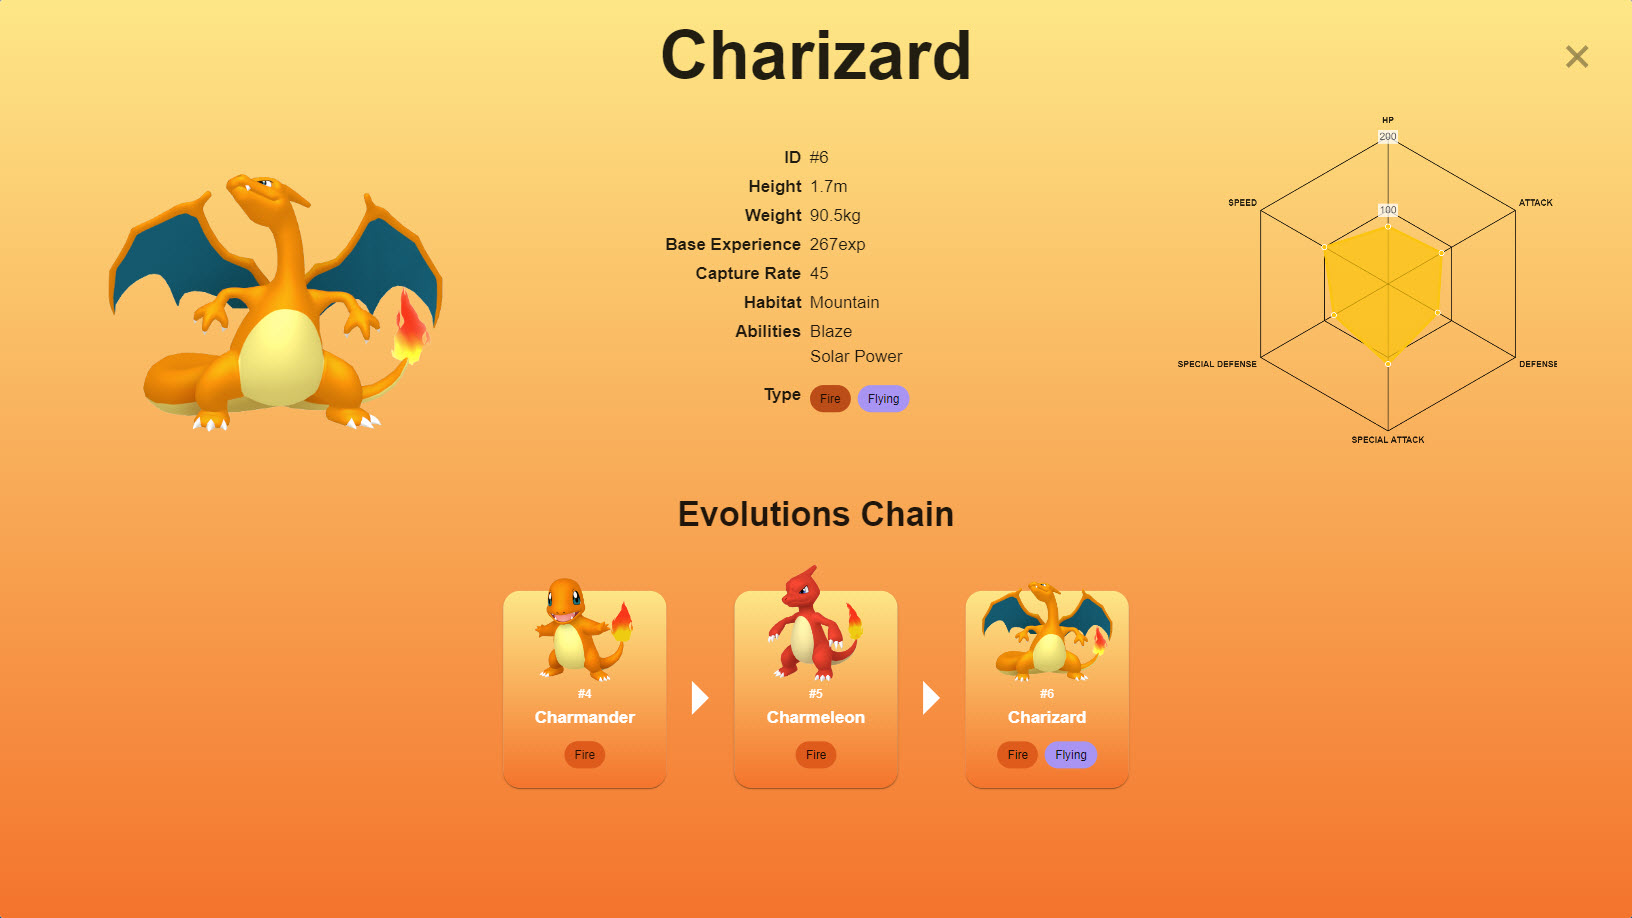 Charizard
ID #6
Height 1.7m
Weight 90.5kg
Base Experience 267exp
Capture Rate 45
Habitat Mountain
Abilities Blaze
Solar Power
Type Fire Flying
HP
200
100
SPEED
ATTACK
SPECIAL DEFENSE
DEFENSE
SPECIAL ATTACK
Evolutions Chain
#4
Charmander
Fire
#5
Charmeleon
Fire
#6
Charizard
Fire Flying